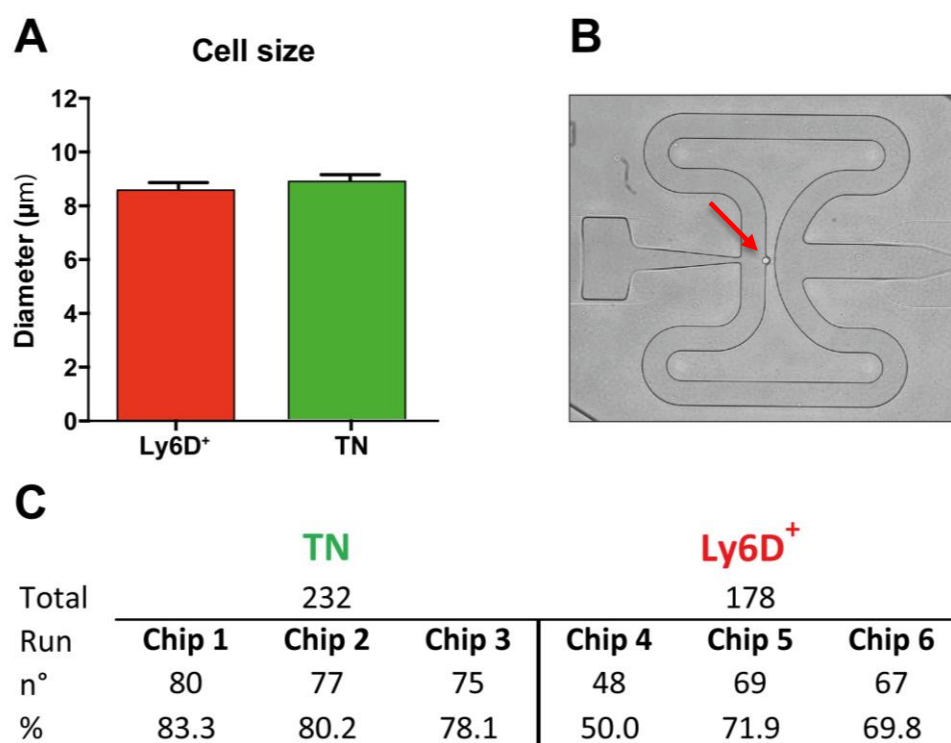 A
Cell size
12
10
8
6
4
2
0
Diameter (µm)
Ly6D⁺
TN
B
C
TN Ly6D⁺
Total 232 178
Run Chip 1 Chip 2 Chip 3 Chip 4 Chip 5 Chip 6
n° 80 77 75 48 69 67
% 83.3 80.2 78.1 50.0 71.9 69.8